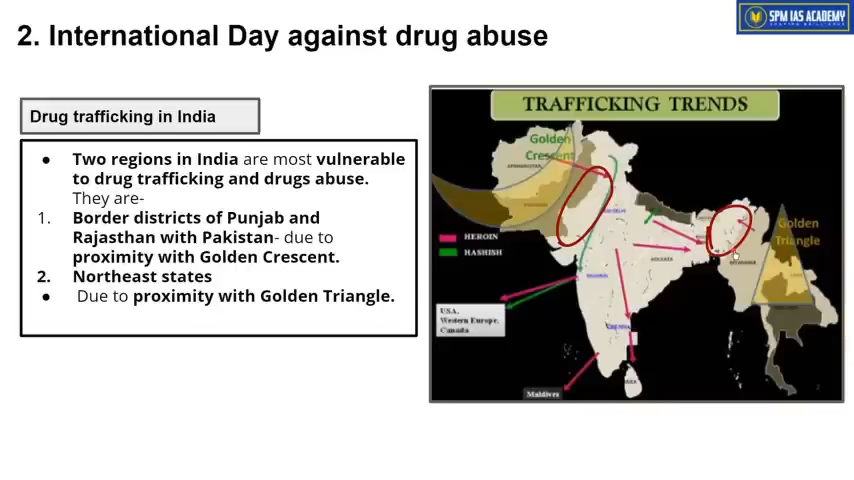 SPM IAS ACADEMY
2. International Day against drug abuse
Drug trafficking in India
● Two regions in India are most vulnerable
to drug trafficking and drugs abuse.
They are-
1. Border districts of Punjab and
Rajasthan with Pakistan- due to
proximity with Golden Crescent.
2. Northeast states
● Due to proximity with Golden Triangle.
TRAFFICKING TRENDS
Golden
Crescent
Golden
Triangle
HEROIN
HASHISH
USA,
Western Europe,
Canada
Maldives